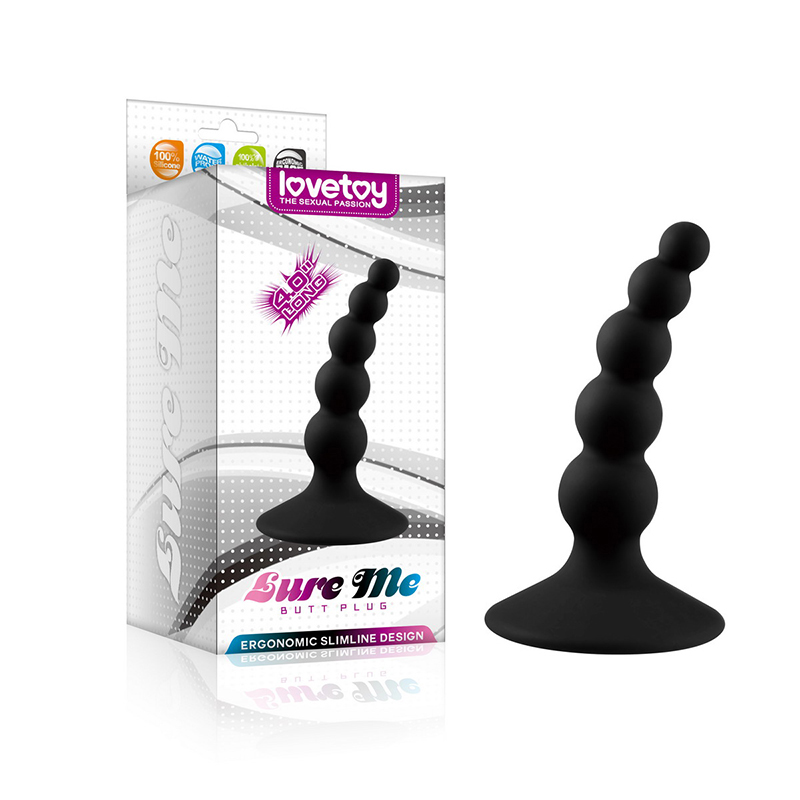 100%
Silicone
WATER
100%
ERGONOMIC
lovetoy
THE SEXUAL PASSION
4.0"
LONG
Lure Me
Lure Me
BUTT PLUG
ERGONOMIC SLIMLINE DESIGN